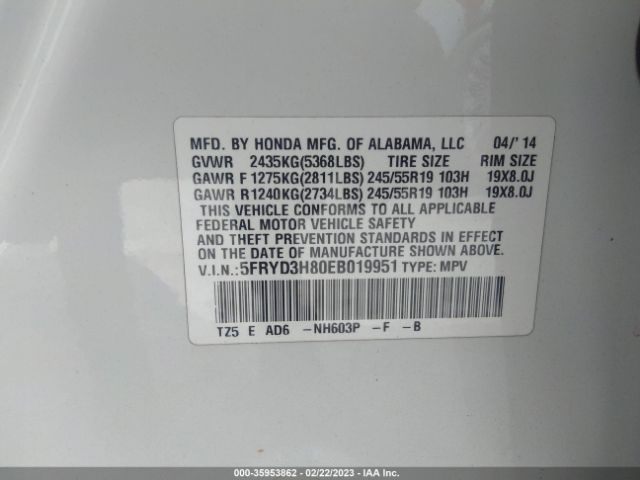 MFD. BY HONDA MFG. OF ALABAMA, LLC 04/'14
GVWR 2435KG(5368LBS) TIRE SIZE RIM SIZE
GAWR F 1275KG(2811LBS) 245/55R19 103H 19X8.0J
GAWR R1240KG(2734LBS) 245/55R19 103H 19X8.0J
THIS VEHICLE CONFORMS TO ALL APPLICABLE
FEDERAL MOTOR VEHICLE SAFETY
AND THEFT PREVENTION STANDARDS IN EFFECT
ON THE DATE OF MANUFACTURE SHOWN ABOVE.
V.I.N.:5FRYD3H80EB019951 TYPE: MPV
TZ5 E AD6 -NH603P -F -B
000-35953862 - 02/22/2023 - IAA Inc.